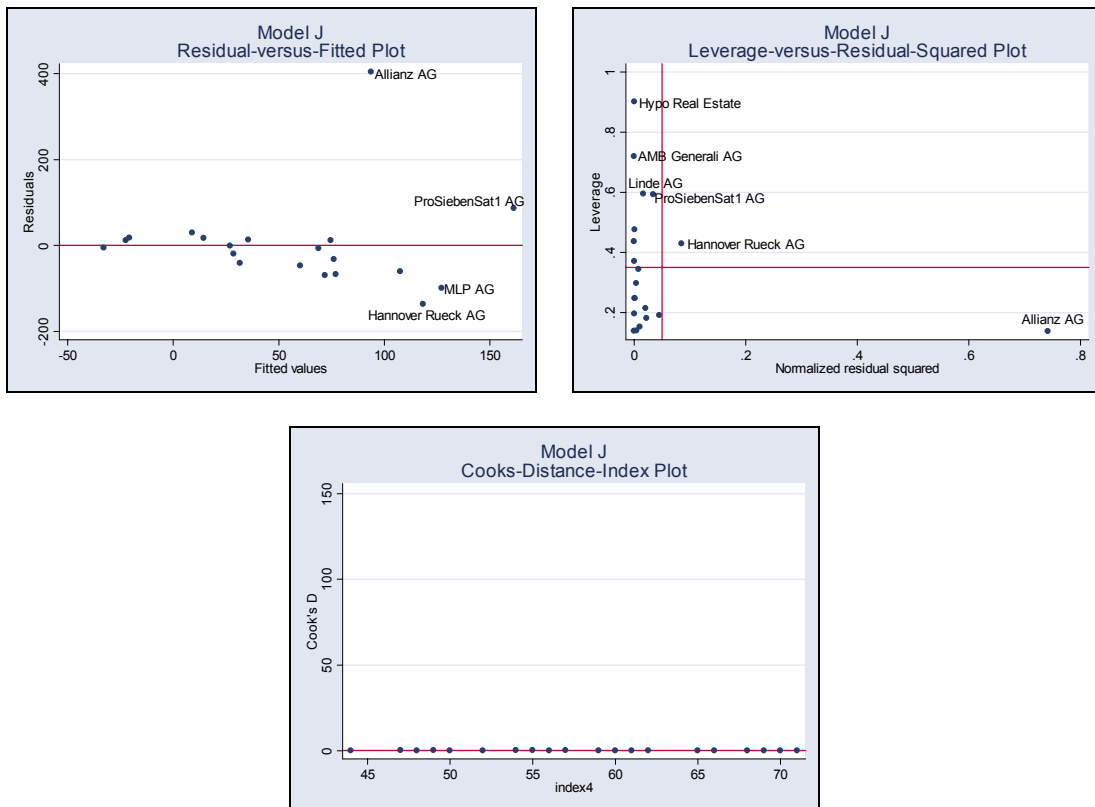 Model J
Residual-versus-Fitted Plot
400
200
0
-200
Residuals
Allianz AG
ProSiebenSat1 AG
MLP AG
Hannover Rueck AG
-50
0
50
100
150
Fitted values
Model J
Leverage-versus-Residual-Squared Plot
1
.8
.6
.4
.2
Leverage
Hypo Real Estate
AMB Generali AG
Linde AG
ProSiebenSat1 AG
Hannover Rueck AG
Allianz AG
0
.2
.4
.6
.8
Normalized residual squared
Model J
Cooks-Distance-Index Plot
150
100
50
0
Cook's D
45
50
55
60
65
70
index4